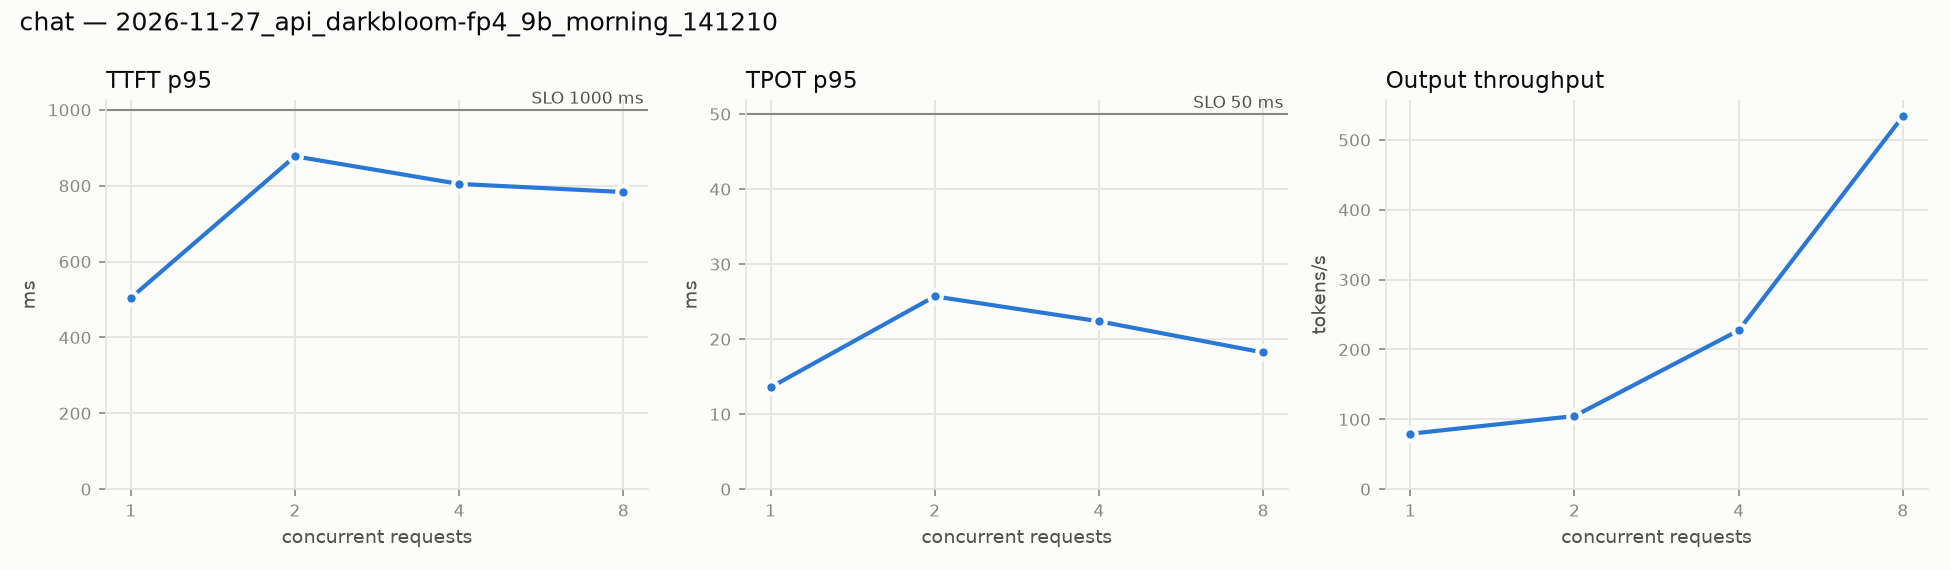 chat — 2026-11-27_api_darkbloom-fp4_9b_morning_141210
TTFT p95
SLO 1000 ms
1000
800
600
400
200
0
ms
1 2 4 8
concurrent requests
TPOT p95
SLO 50 ms
50
40
30
20
10
0
ms
1 2 4 8
concurrent requests
Output throughput
500
400
300
200
100
0
tokens/s
1 2 4 8
concurrent requests